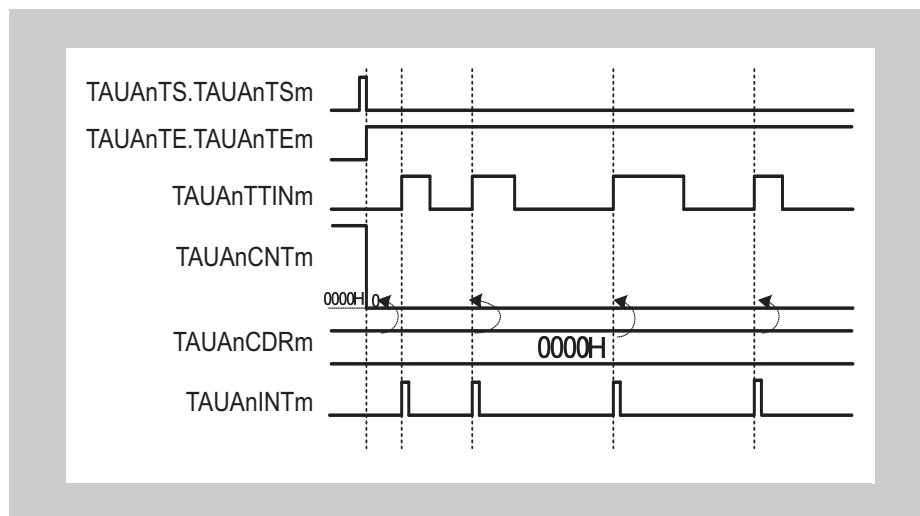 TAUAnTS.TAUAnTSm
TAUAnTE.TAUAnTEm
TAUAnTTINm
TAUAnCNTm
0000H 0
TAUAnCDRm
0000H
TAUAnINTm